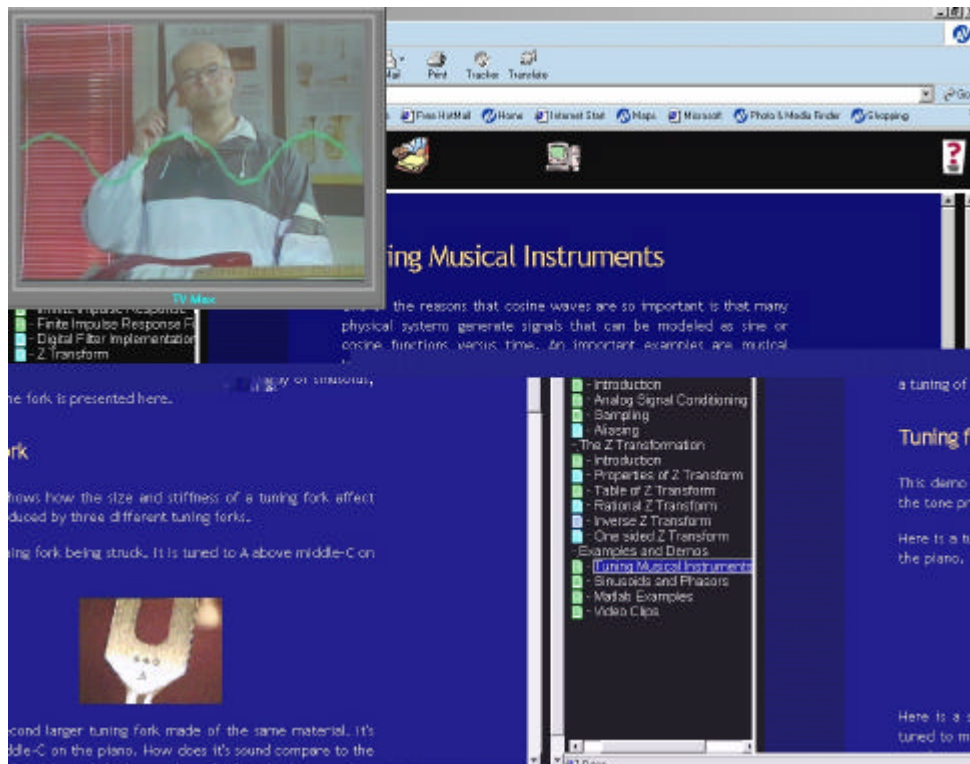 Print Tracker Translate
Free HotMail Home Internet Start Maps Microsoft Photo & Media Finder Shopping
Go
TV Max
ing Musical Instruments
the reasons that cosine waves are so important is that many
physical systems generate signals that can be modeled as sine or
cosine functions versus time. An important examples are musical
- Finite Impulse Response Fi
- Digital Filter Implementation
- Z Transform
of sinusoids,
ne fork is presented here.
rk
hows how the size and stiffness of a tuning fork affect
duced by three different tuning forks.
ning fork being struck. It is tuned to A above middle-C on
A
cond larger tuning fork made of the same material. It's
ddle-C on the piano. How does it's sound compare to the
- Introduction
- Analog Signal Conditioning
- Sampling
- Aliasing
- The Z Transformation
- Introduction
- Properties of Z Transform
- Table of Z Transform
- Rational Z Transform
- Inverse Z Transform
- One sided Z Transform
- Examples and Demos
- Tuning Musical Instruments
- Sinusoids and Phasors
- Matlab Examples
- Video Clips
a tuning of
Tuning f
This demo
the tone pr
Here is a tu
the piano.
Here is a s
tuned to m